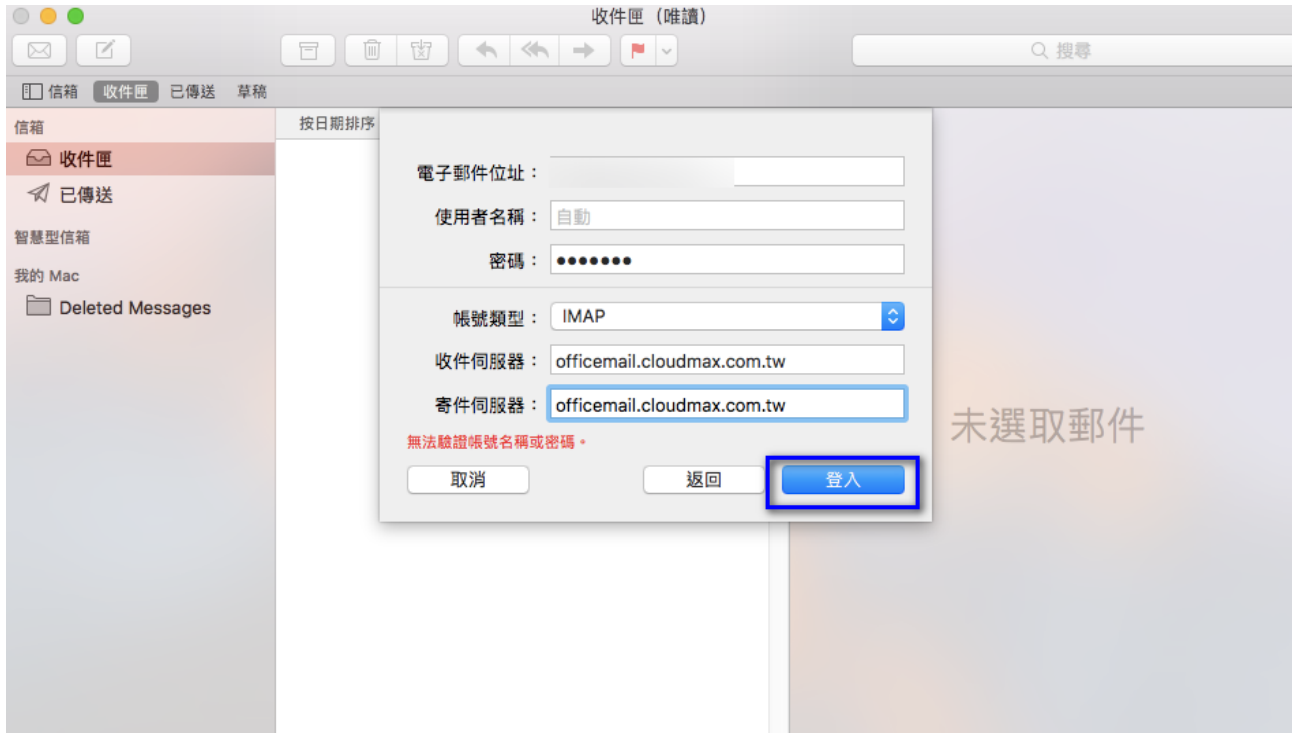 收件匣（唯讀）
搜尋
信箱 收件匣 已傳送 草稿
信箱
收件匣
已傳送
智慧型信箱
我的 Mac
Deleted Messages
按日期排序
電子郵件位址：
使用者名稱： 自動
密碼： •••••••
帳號類型： IMAP
收件伺服器： officemail.cloudmax.com.tw
寄件伺服器： officemail.cloudmax.com.tw
無法驗證帳號名稱或密碼。
取消 返回 登入
未選取郵件